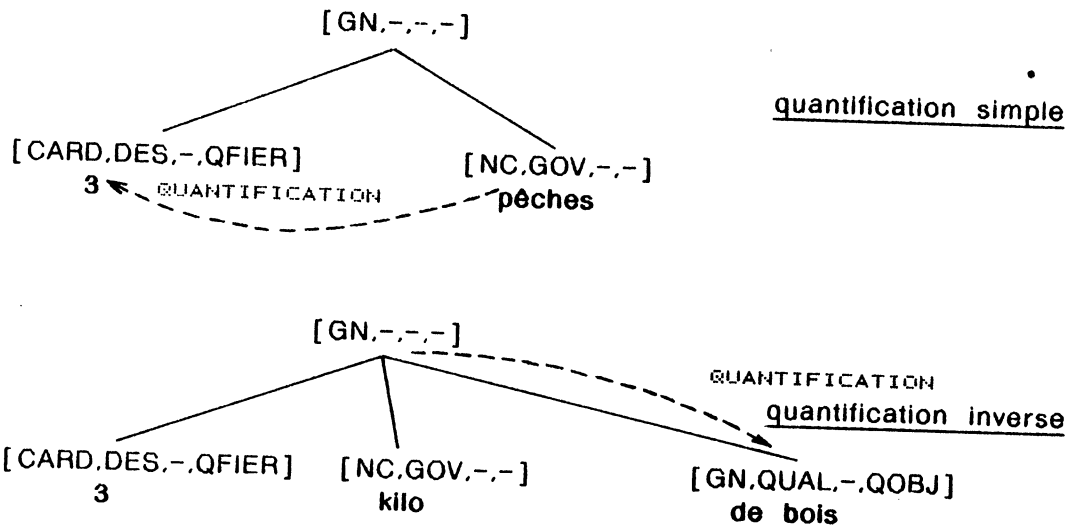 [GN,-,-,-]
quantification simple
[CARD,DES,-,QFIER]
[NC,GOV,-,-]
3
QUANTIFICATION
pêches
[GN,-,-,-]
QUANTIFICATION
quantification inverse
[CARD,DES,-,QFIER]
[NC,GOV,-,-]
[GN,QUAL,-,QOBJ]
3
kilo
de bois